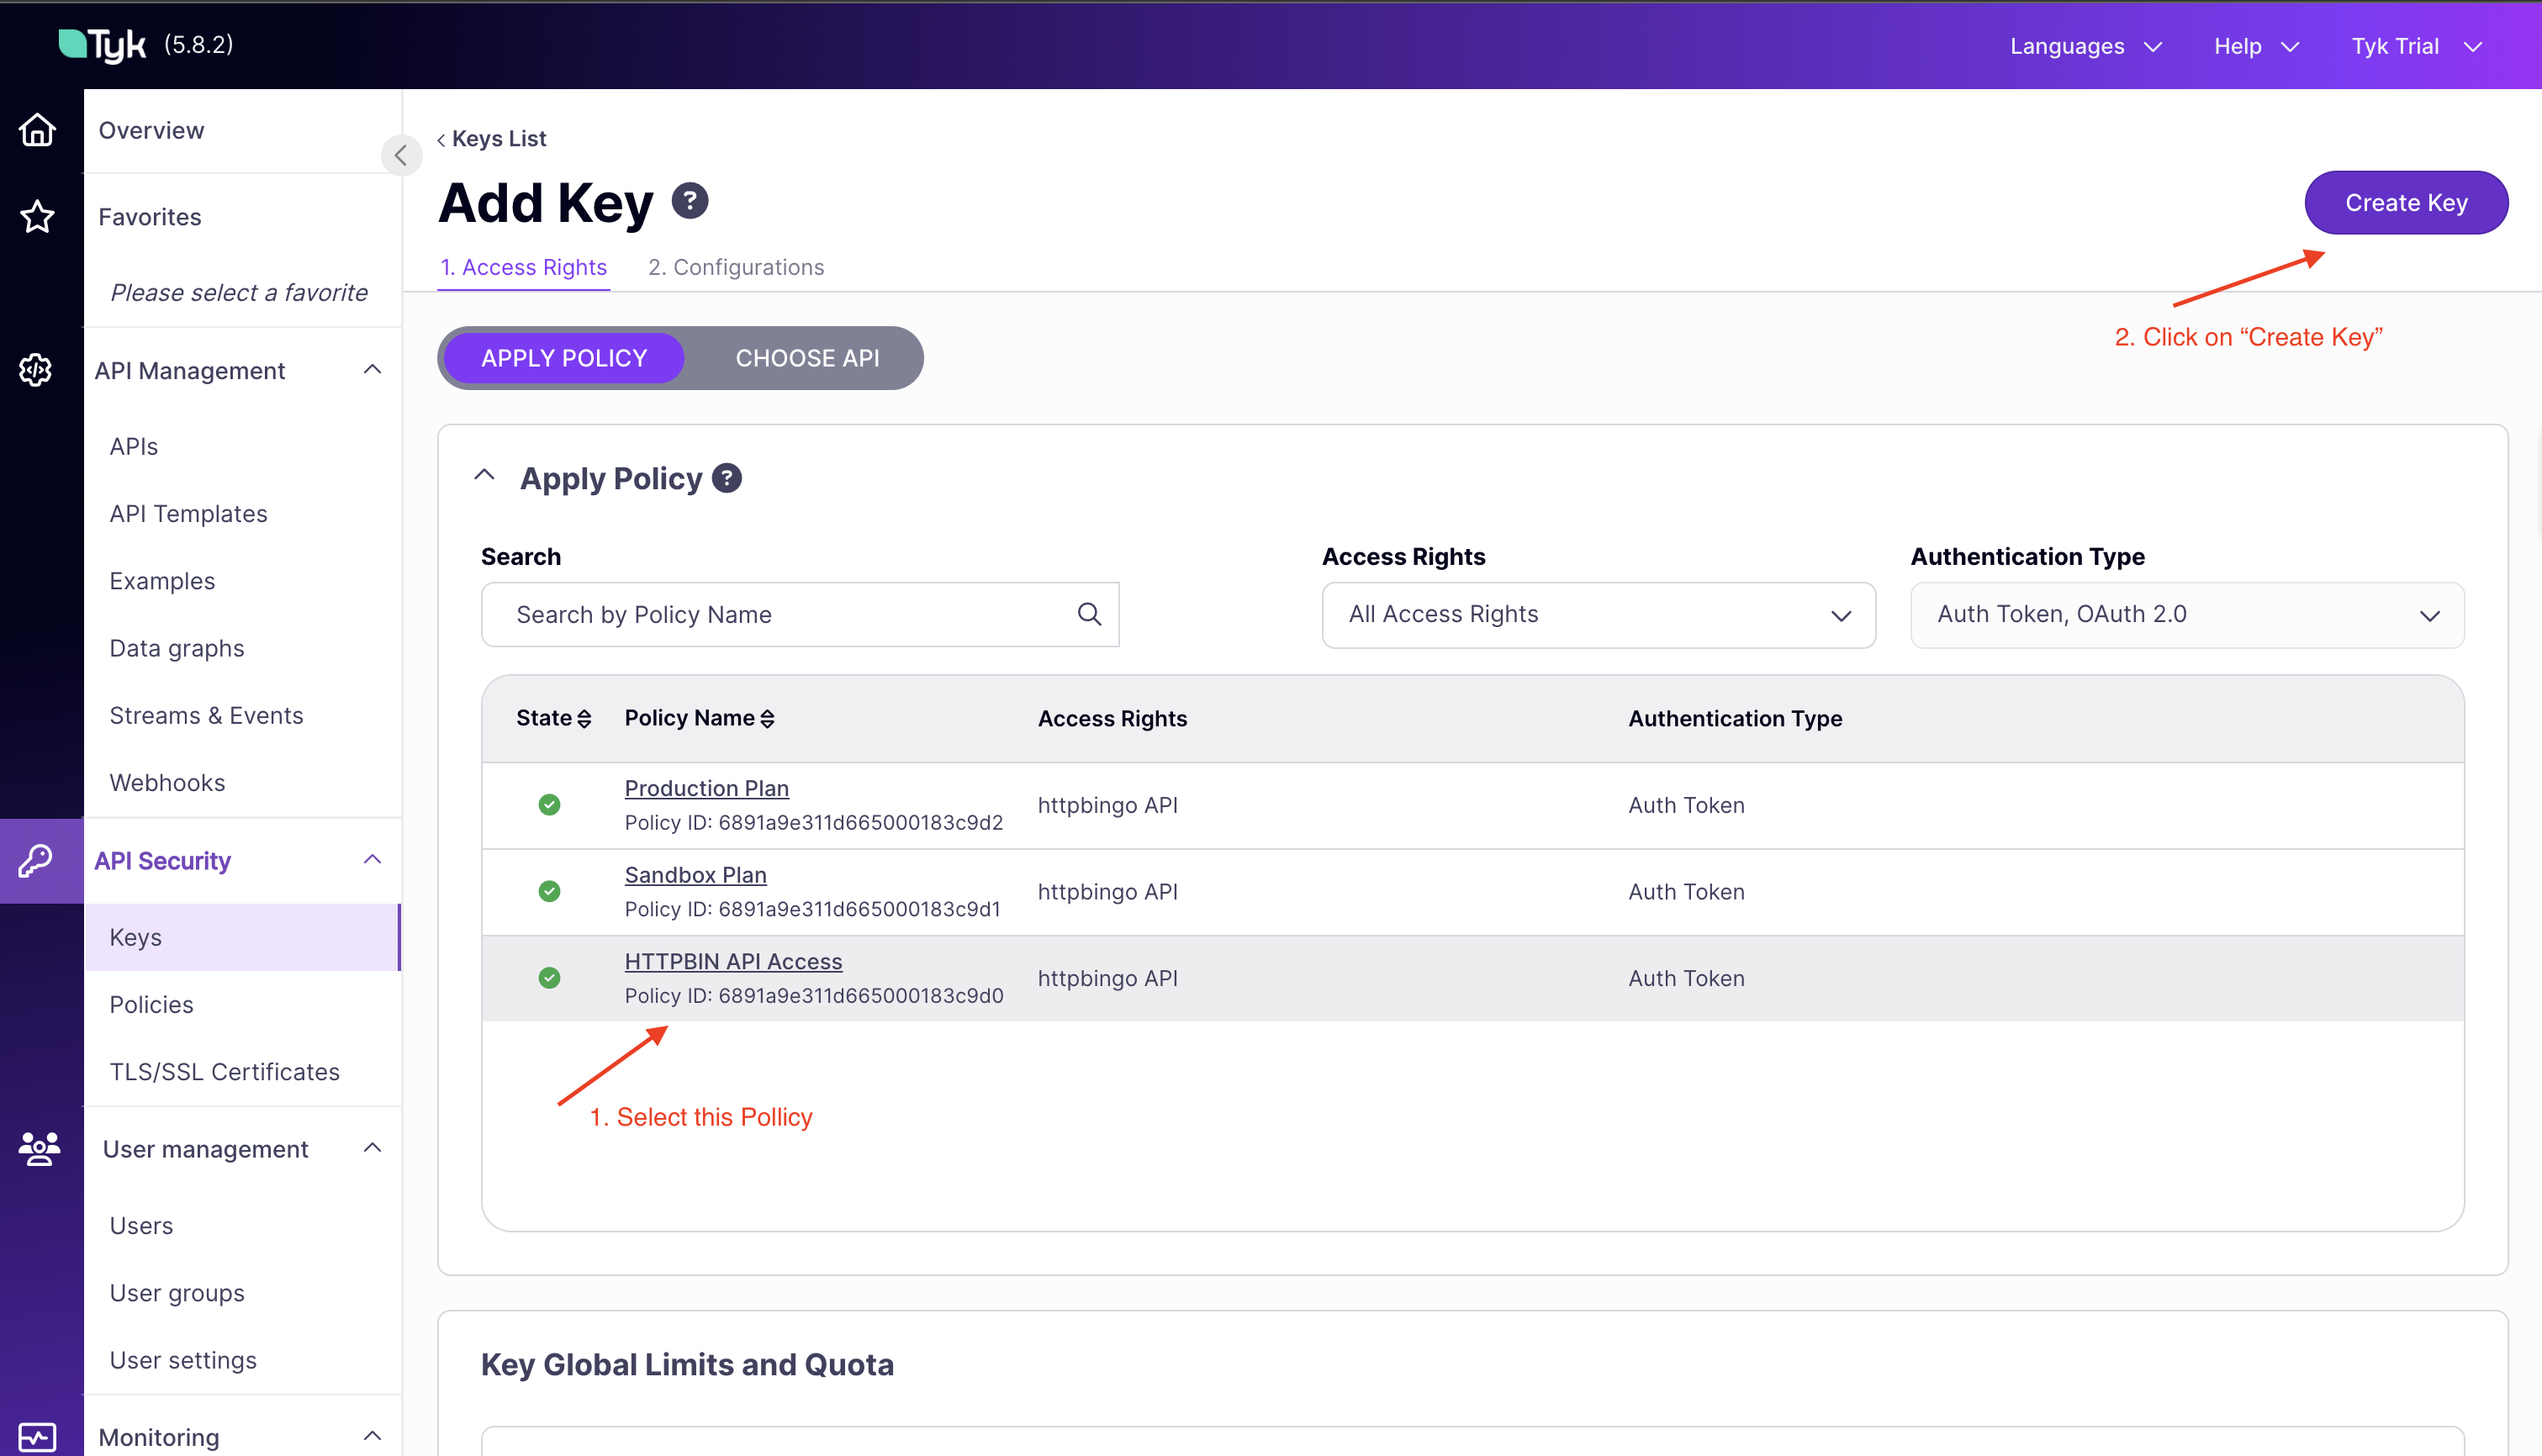 Tyk (5.8.2)
Languages
Help
Tyk Trial
Overview
Favorites
Please select a favorite
API Management
APIs
API Templates
Examples
Data graphs
Streams & Events
Webhooks
API Security
Keys
Policies
TLS/SSL Certificates
User management
Users
User groups
User settings
Monitoring
Keys List
Add Key ?
Create Key
1. Access Rights
2. Configurations
2. Click on “Create Key”
APPLY POLICY
CHOOSE API
Apply Policy ?
Search
Access Rights
Authentication Type
Search by Policy Name
All Access Rights
Auth Token, OAuth 2.0
State
Policy Name
Access Rights
Authentication Type
Production Plan
Policy ID: 6891a9e311d665000183c9d2
httpbingo API
Auth Token
Sandbox Plan
Policy ID: 6891a9e311d665000183c9d1
httpbingo API
Auth Token
HTTPBIN API Access
Policy ID: 6891a9e311d665000183c9d0
httpbingo API
Auth Token
1. Select this Pollicy
Key Global Limits and Quota